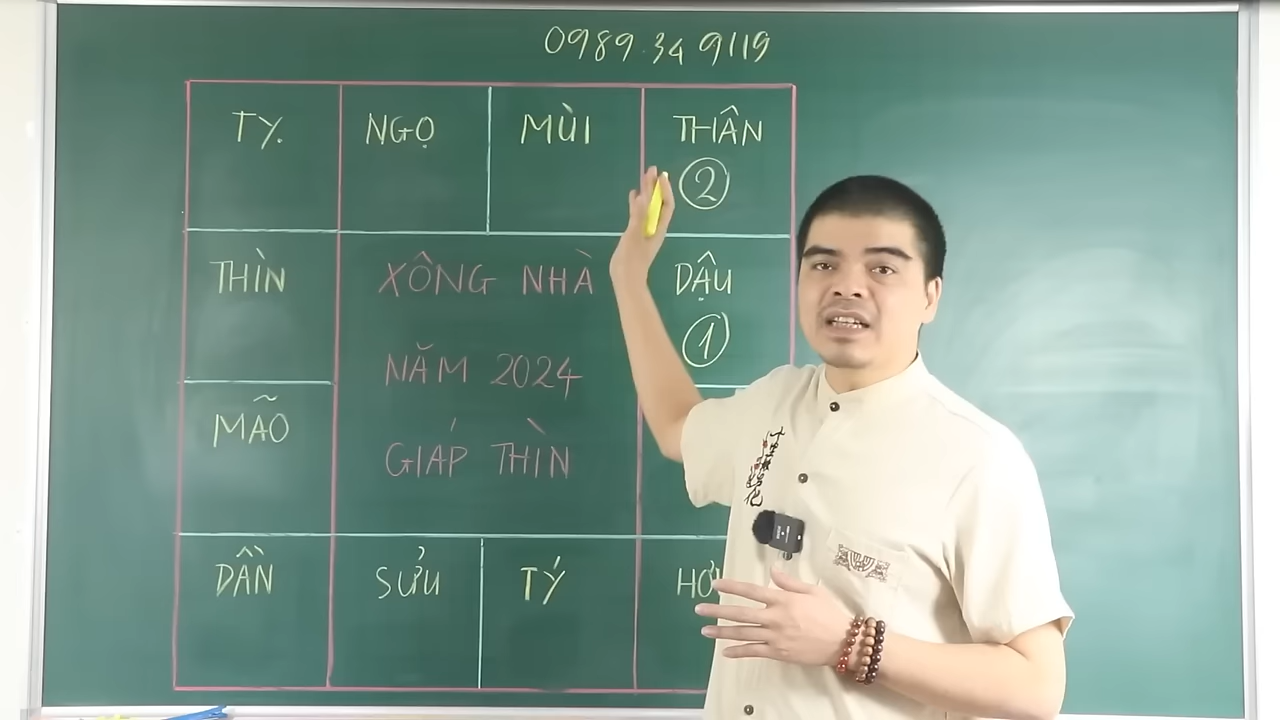 0989.34 9119
TỴ. NGỌ MÙI THÂN
②
THÌN XÔNG NHÀ DẬU
①
NĂM 2024
MÃO
GIÁP THÌN
DẦN SỬU TÝ